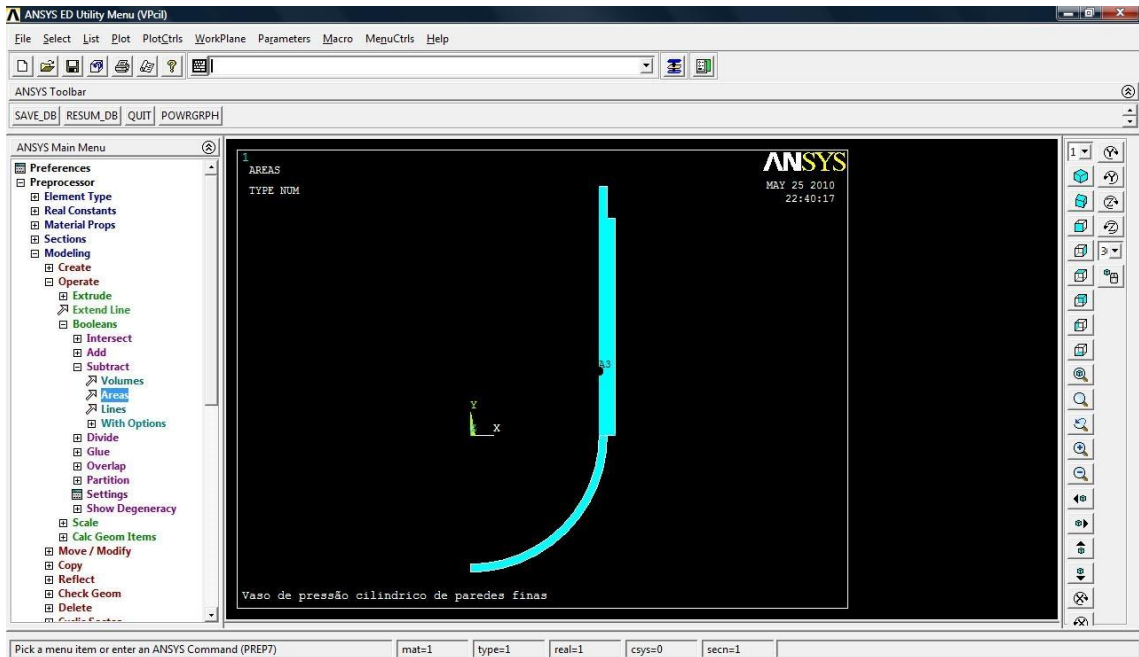 ANSYS ED Utility Menu (VPcil)
File Select List Plot PlotCtrls WorkPlane Parameters Macro MenuCtrls Help
ANSYS Toolbar
SAVE_DB RESUM_DB QUIT POWRGRPH
ANSYS Main Menu
Preferences
Preprocessor
Element Type
Real Constants
Material Props
Sections
Modeling
Create
Operate
Extrude
Extend Line
Booleans
Intersect
Add
Subtract
Volumes
Areas
Lines
With Options
Divide
Glue
Overlap
Partition
Settings
Show Degeneracy
Scale
Calc Geom Items
Move / Modify
Copy
Reflect
Check Geom
Delete
1
AREAS
TYPE NUM
ANSYS
MAY 25 2010
22:40:17
A3
Y
X
Vaso de pressão cilindrico de paredes finas
1
Pick a menu item or enter an ANSYS Command (PREP7)
mat=1
type=1
real=1
csys=0
secn=1